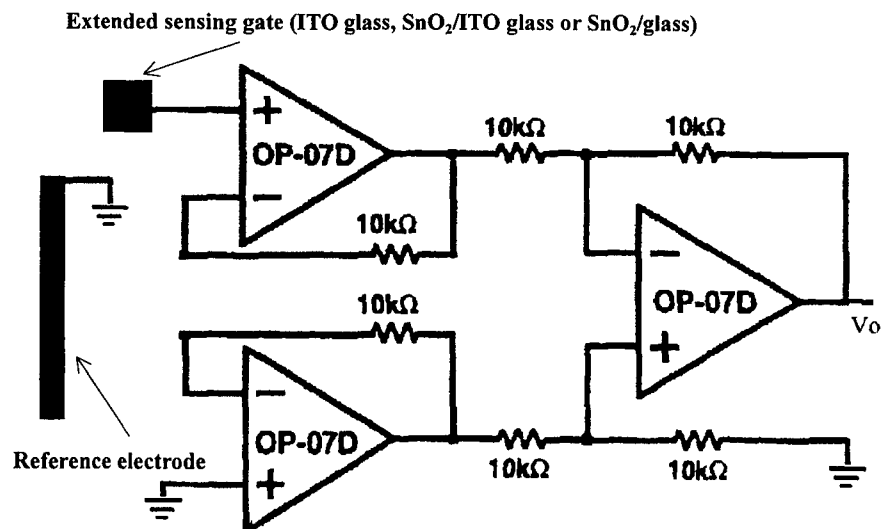 Extended sensing gate (ITO glass, SnO₂/ITO glass or SnO₂/glass)
10kΩ
10kΩ
+
OP-07D
−
10kΩ
−
OP-07D
+
Vo
10kΩ
−
OP-07D
+
10kΩ
10kΩ
Reference electrode